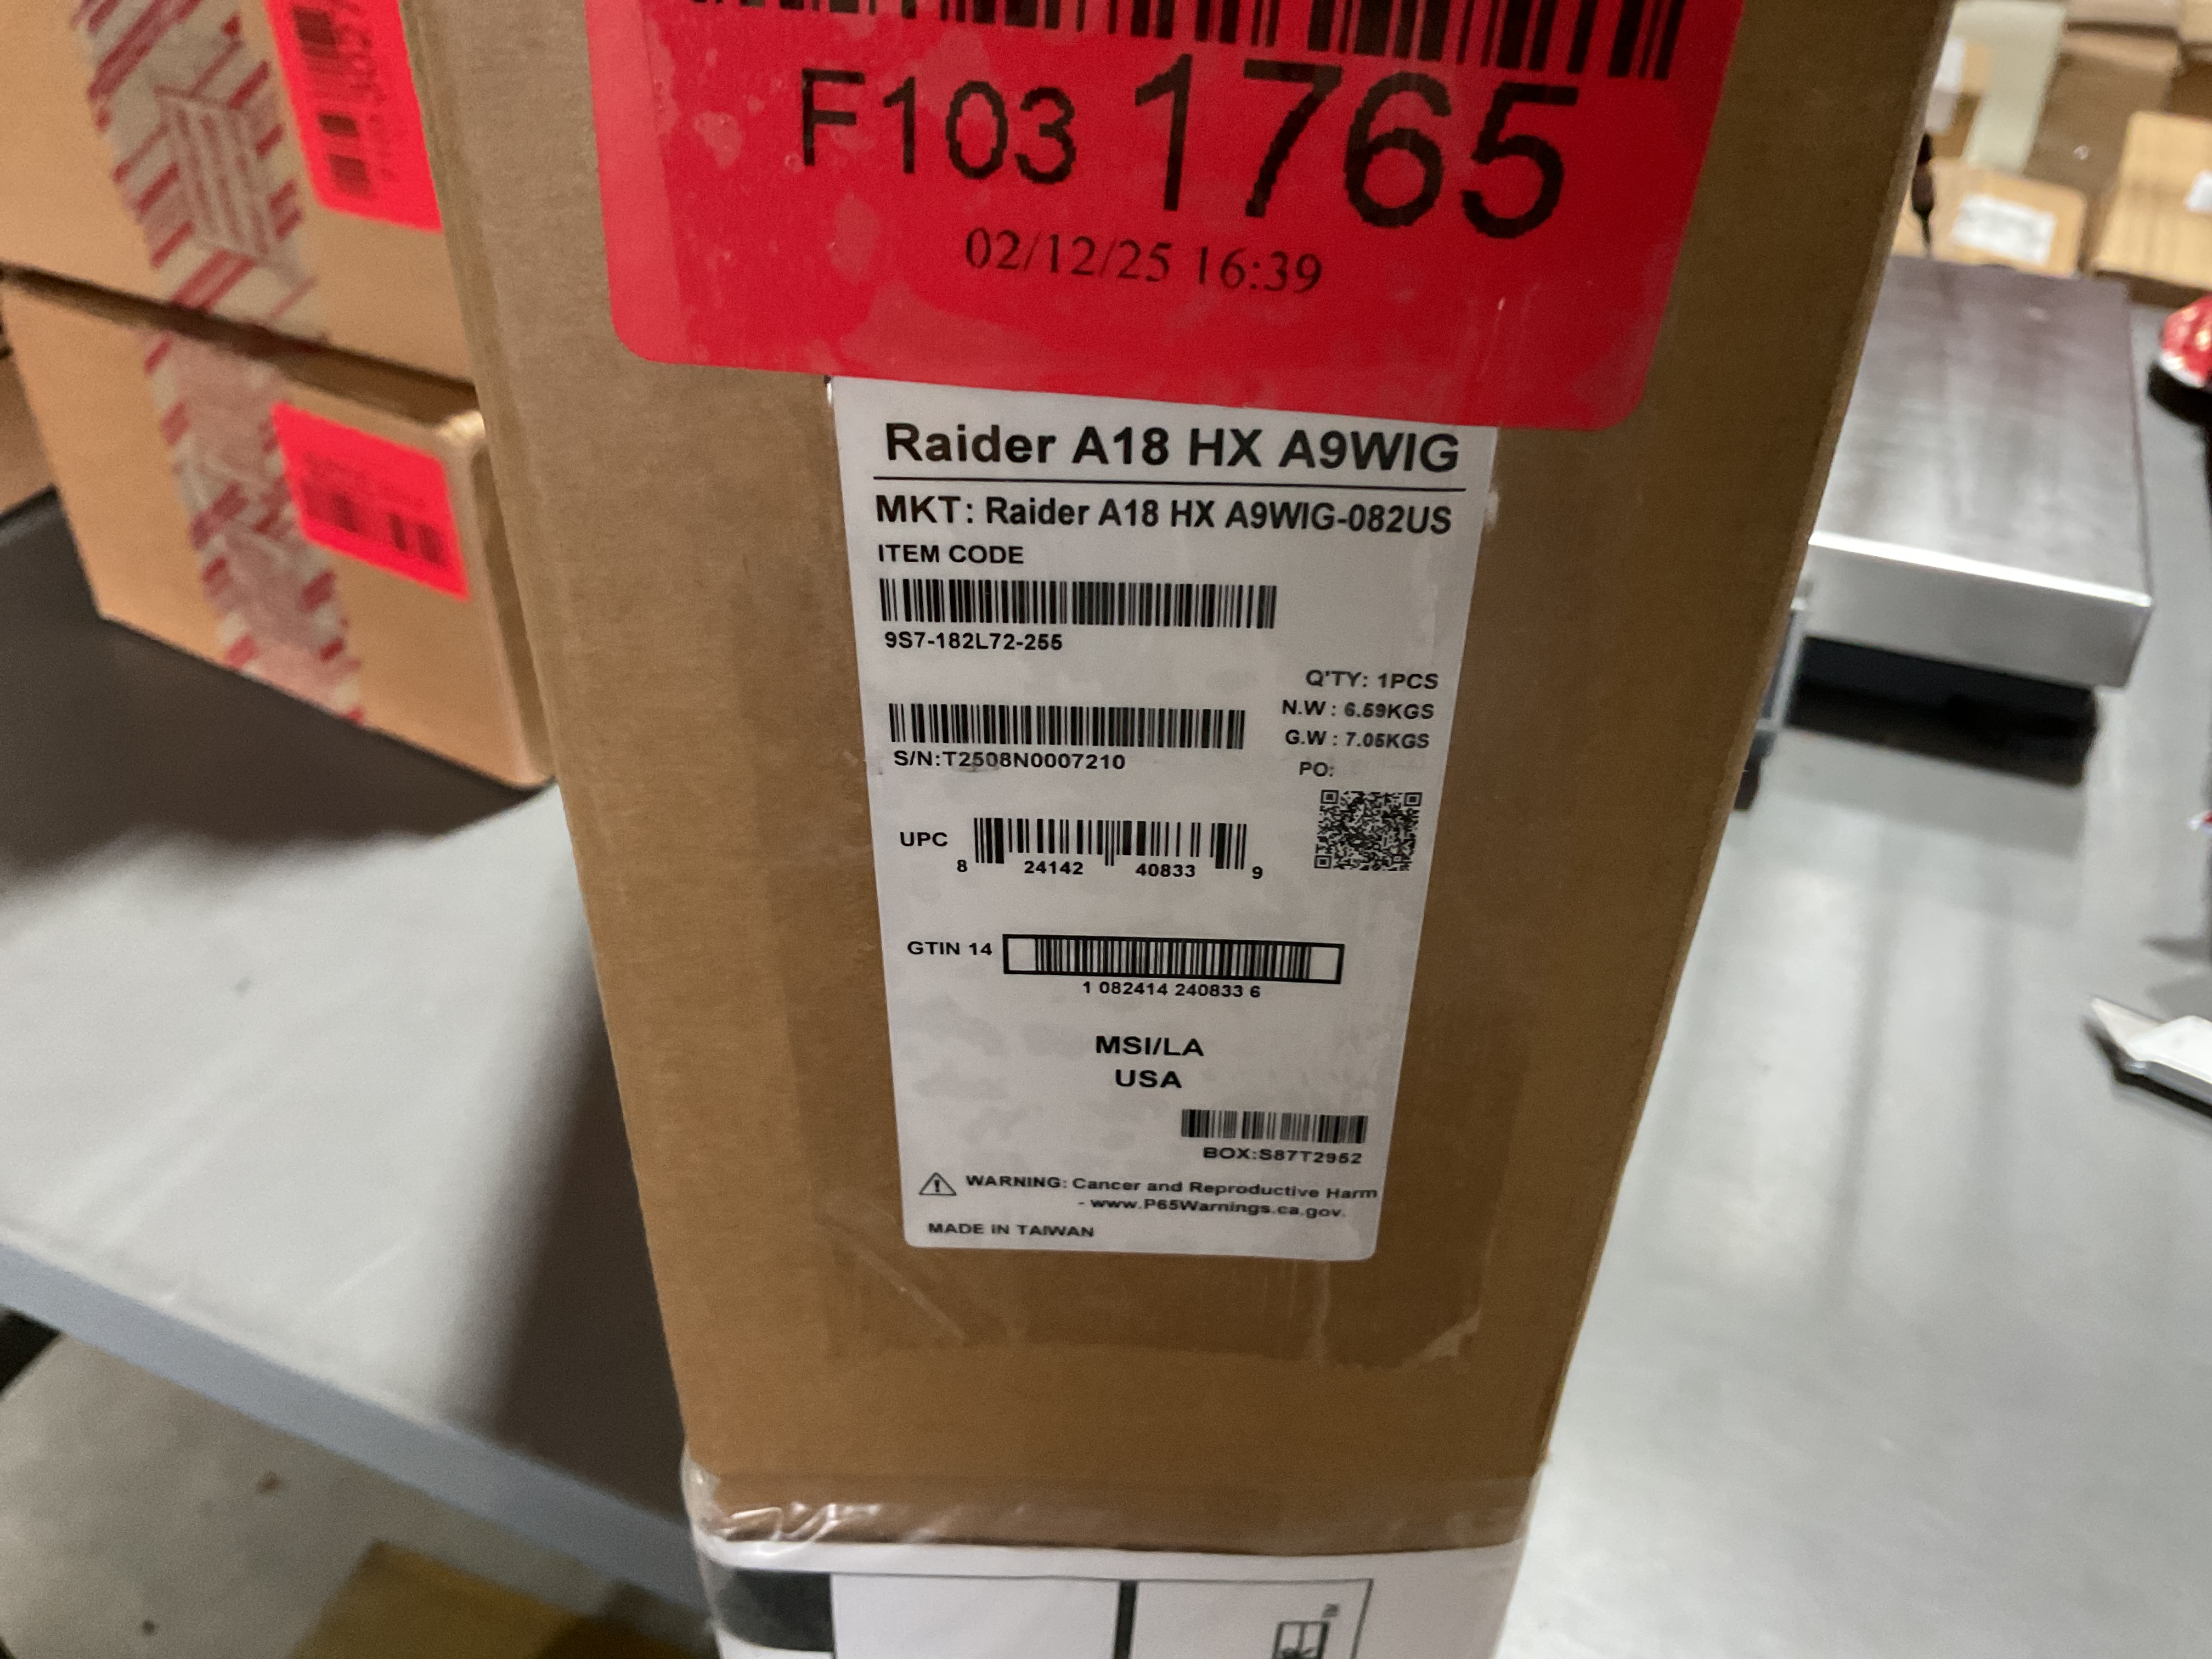 F103 1765
02/12/25 16:39
Raider A18 HX A9WIG
MKT: Raider A18 HX A9WIG-082US
ITEM CODE
9S7-182L72-255
Q'TY: 1PCS
N.W : 6.59KGS
G.W : 7.05KGS
PO:
S/N:T2508N0007210
UPC
8 24142 40833 9
GTIN 14
1 082414 240833 6
MSI/LA
USA
BOX:S87T2952
WARNING: Cancer and Reproductive Harm
- www.P65Warnings.ca.gov.
MADE IN TAIWAN